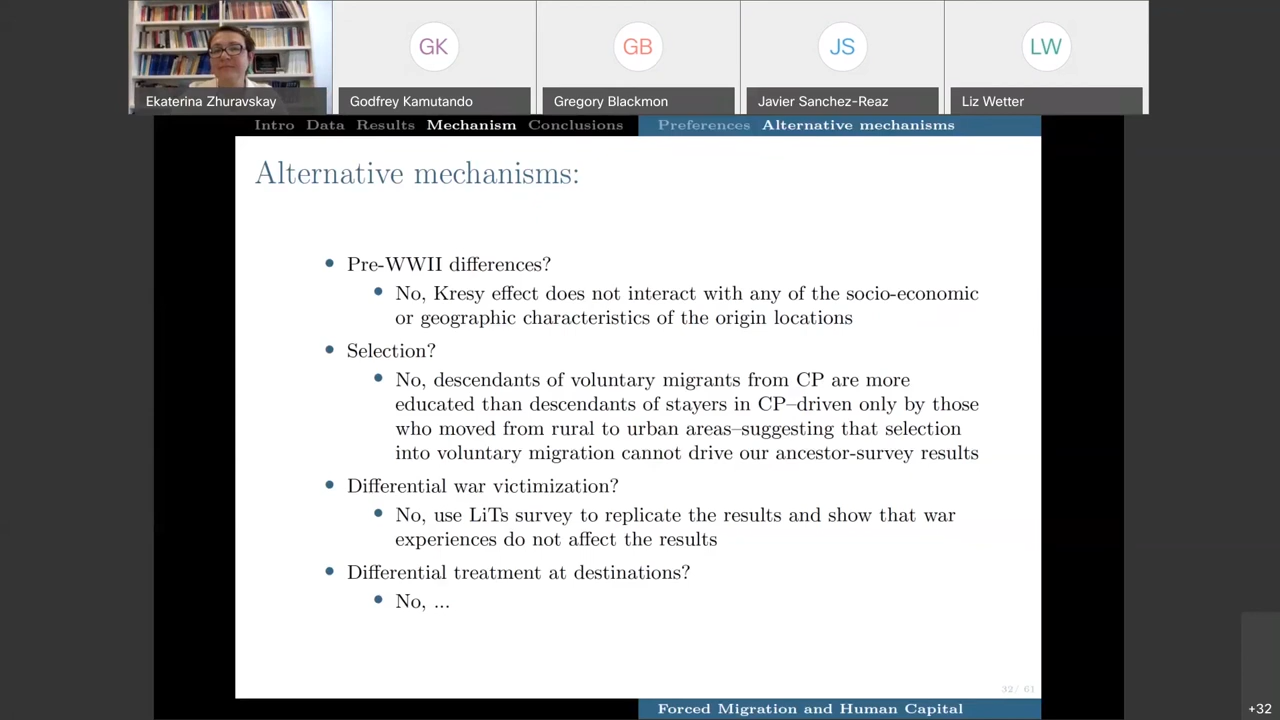 GK
GB
JS
LW
Ekaterina Zhuravskay
Godfrey Kamutando
Gregory Blackmon
Javier Sanchez-Reaz
Liz Wetter
Intro Data Results Mechanism Conclusions
Preferences Alternative mechanisms
Alternative mechanisms:
• Pre-WWII differences?
• No, Kresy effect does not interact with any of the socio-economic
or geographic characteristics of the origin locations
• Selection?
• No, descendants of voluntary migrants from CP are more
educated than descendants of stayers in CP–driven only by those
who moved from rural to urban areas–suggesting that selection
into voluntary migration cannot drive our ancestor-survey results
• Differential war victimization?
• No, use LiTs survey to replicate the results and show that war
experiences do not affect the results
• Differential treatment at destinations?
• No, ...
32/ 61
Forced Migration and Human Capital
+32